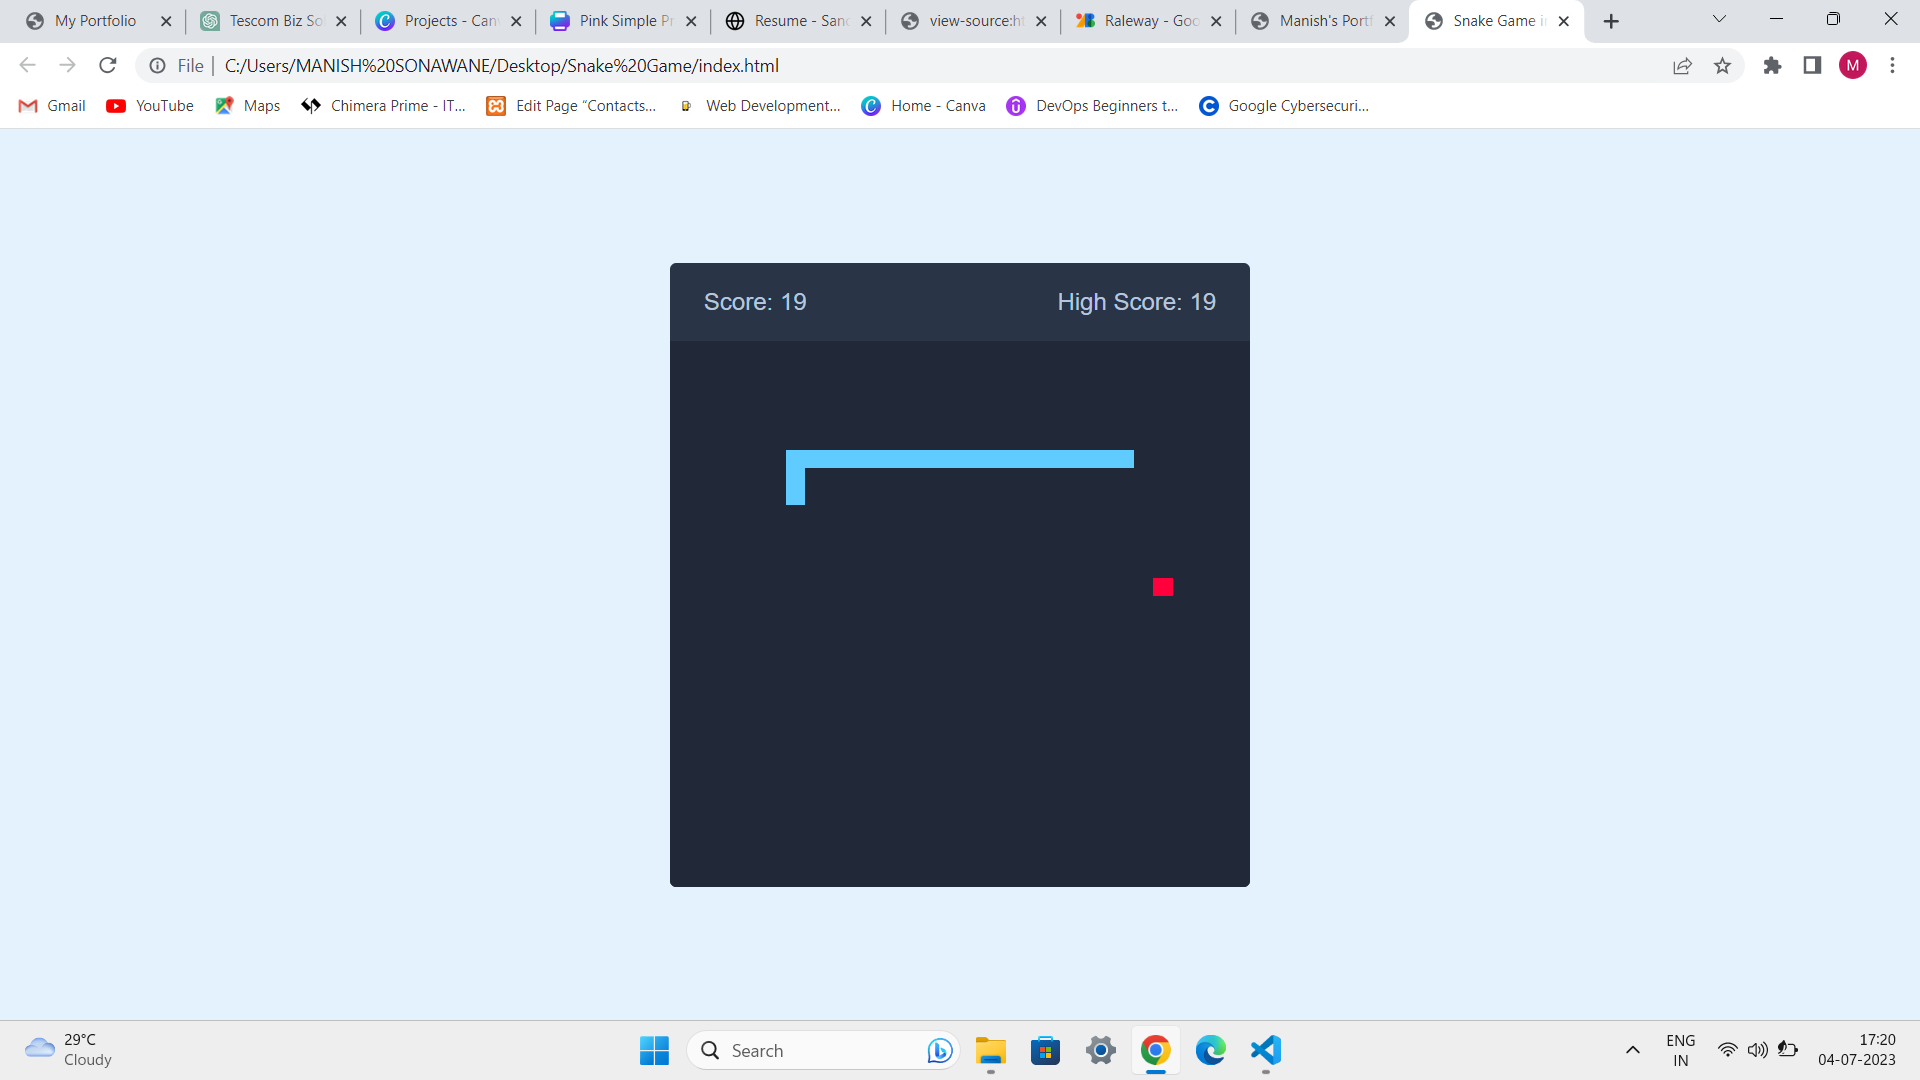 My Portfolio
Tescom Biz So
Projects - Can
Pink Simple Pr
Resume - Sand
view-source:ht
Raleway - Goo
Manish's Portf
Snake Game in
File
C:/Users/MANISH%20SONAWANE/Desktop/Snake%20Game/index.html
M
Gmail
YouTube
Maps
Chimera Prime - IT...
Edit Page “Contacts...
Web Development...
Home - Canva
DevOps Beginners t...
Google Cybersecuri...
Score: 19
High Score: 19
29°C
Cloudy
Search
ENG
IN
17:20
04-07-2023